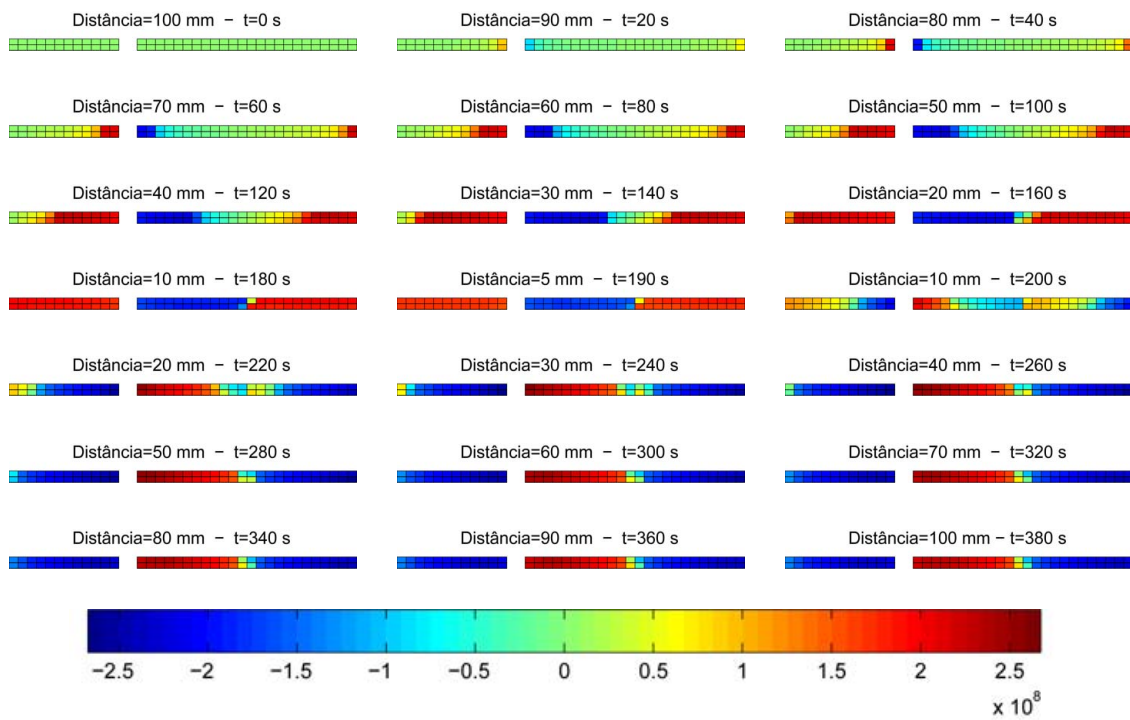 Distância=100 mm − t=0 s
Distância=90 mm − t=20 s
Distância=80 mm − t=40 s
Distância=70 mm − t=60 s
Distância=60 mm − t=80 s
Distância=50 mm − t=100 s
Distância=40 mm − t=120 s
Distância=30 mm − t=140 s
Distância=20 mm − t=160 s
Distância=10 mm − t=180 s
Distância=5 mm − t=190 s
Distância=10 mm − t=200 s
Distância=20 mm − t=220 s
Distância=30 mm − t=240 s
Distância=40 mm − t=260 s
Distância=50 mm − t=280 s
Distância=60 mm − t=300 s
Distância=70 mm − t=320 s
Distância=80 mm − t=340 s
Distância=90 mm − t=360 s
Distância=100 mm − t=380 s
−2.5 −2 −1.5 −1 −0.5 0 0.5 1 1.5 2 2.5
x 10⁸